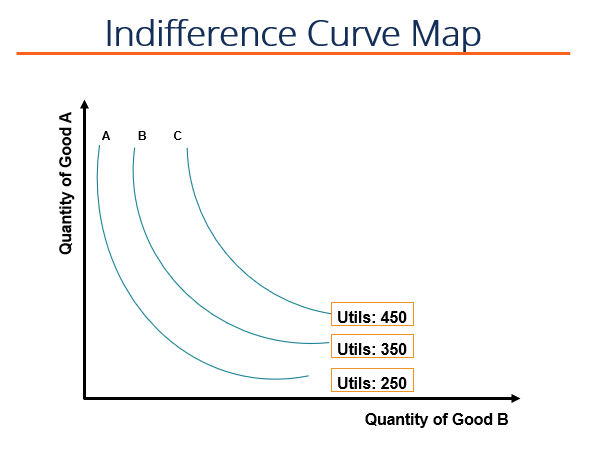 Indifference Curve Map
Quantity of Good A
A B C
Utils: 450
Utils: 350
Utils: 250
Quantity of Good B